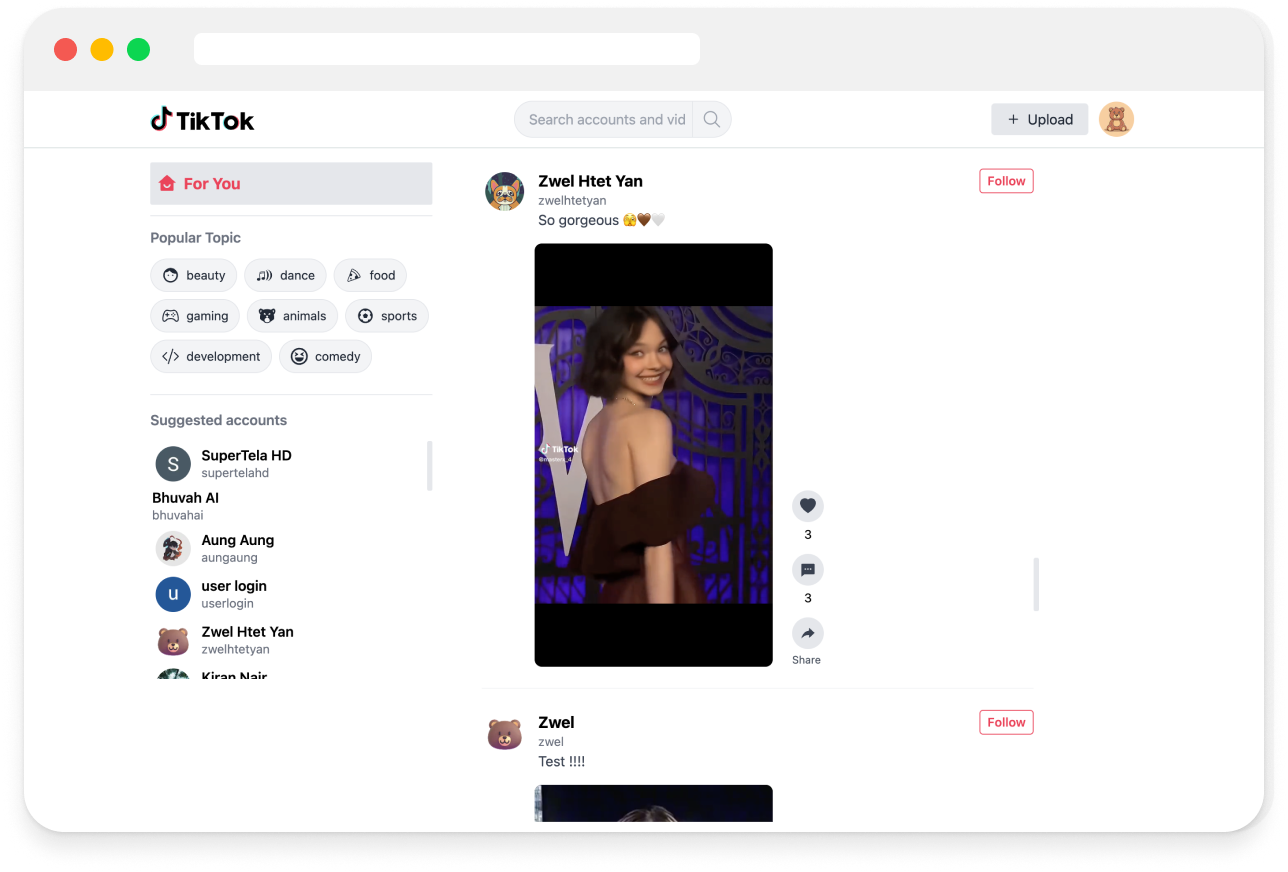 TikTok
Search accounts and vid
+ Upload
For You
Popular Topic
beauty
dance
food
gaming
animals
sports
development
comedy
Suggested accounts
S
SuperTela HD
supertelahd
Bhuvah AI
bhuvahai
Aung Aung
aungaung
u
user login
userlogin
Zwel Htet Yan
zwelhtetyan
Kiran Nair
Zwel Htet Yan
zwelhtetyan
So gorgeous 🫣🤎🤍
Follow
TikTok
3
3
Share
Zwel
zwel
Test !!!!
Follow